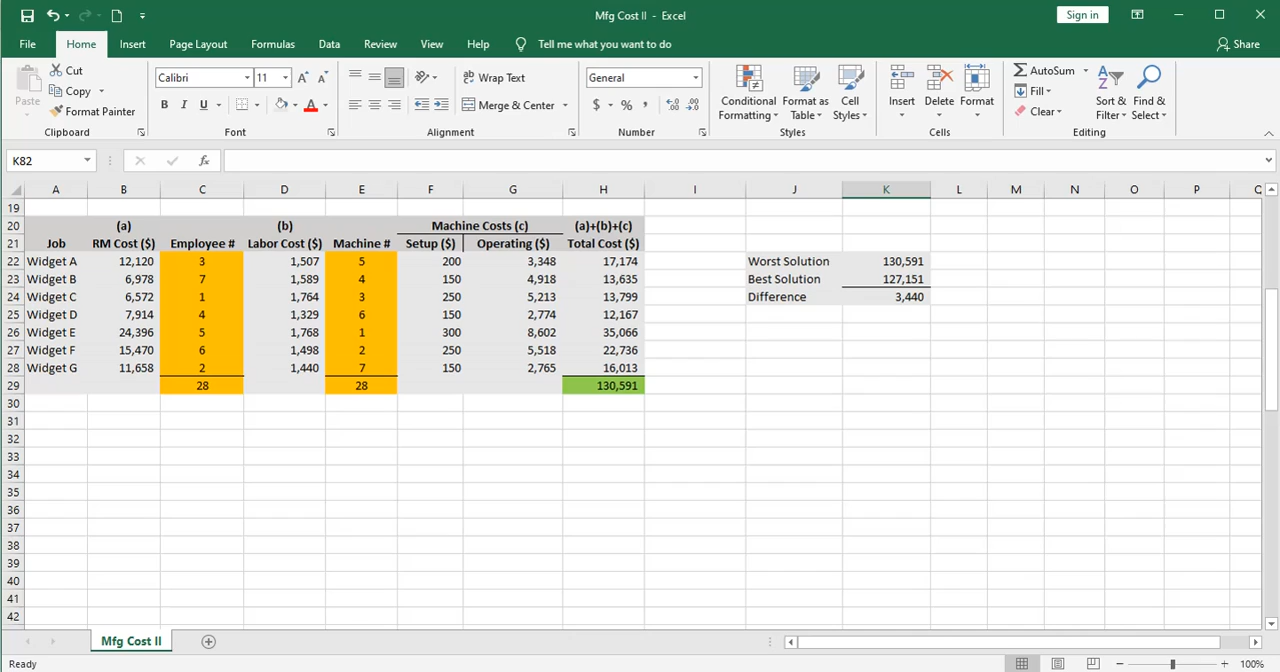 Mfg Cost II - Excel
Sign in
File Home Insert Page Layout Formulas Data Review View Help Tell me what you want to do Share
Paste Cut Copy Format Painter Clipboard
Calibri 11 B I U A Font
Wrap Text Merge & Center Alignment
General $ % , Number
Conditional Formatting Format as Table Cell Styles Styles
Insert Delete Format Cells
AutoSum Fill Clear Sort & Filter Find & Select Editing
K82 fx
A B C D E F G H I J K L M N O P Q
19
20 (a) (b) Machine Costs (c) (a)+(b)+(c)
21 Job RM Cost ($) Employee # Labor Cost ($) Machine # Setup ($) Operating ($) Total Cost ($)
22 Widget A 12,120 3 1,507 5 200 3,348 17,174 Worst Solution 130,591
23 Widget B 6,978 7 1,589 4 150 4,918 13,635 Best Solution 127,151
24 Widget C 6,572 1 1,764 3 250 5,213 13,799 Difference 3,440
25 Widget D 7,914 4 1,329 6 150 2,774 12,167
26 Widget E 24,396 5 1,768 1 300 8,602 35,066
27 Widget F 15,470 6 1,498 2 250 5,518 22,736
28 Widget G 11,658 2 1,440 7 150 2,765 16,013
29 28 28 130,591
30
31
32
33
34
35
36
37
38
39
40
41
42
Mfg Cost II
Ready 100%